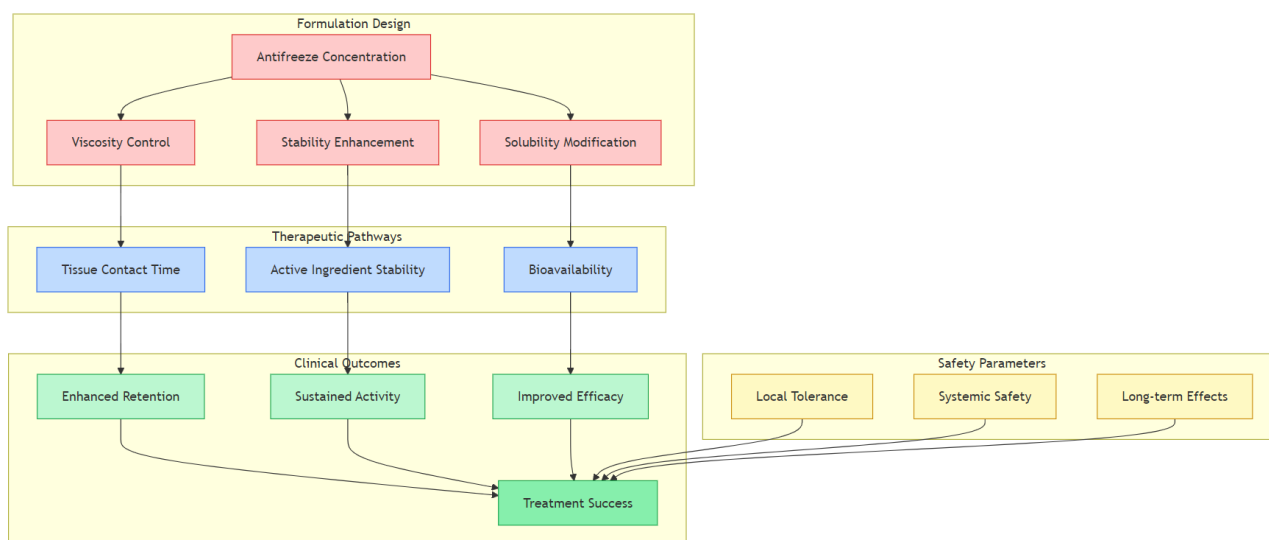 Formulation Design
Antifreeze Concentration
Viscosity Control
Stability Enhancement
Solubility Modification
Therapeutic Pathways
Tissue Contact Time
Active Ingredient Stability
Bioavailability
Clinical Outcomes
Safety Parameters
Enhanced Retention
Sustained Activity
Improved Efficacy
Local Tolerance
Systemic Safety
Long-term Effects
Treatment Success